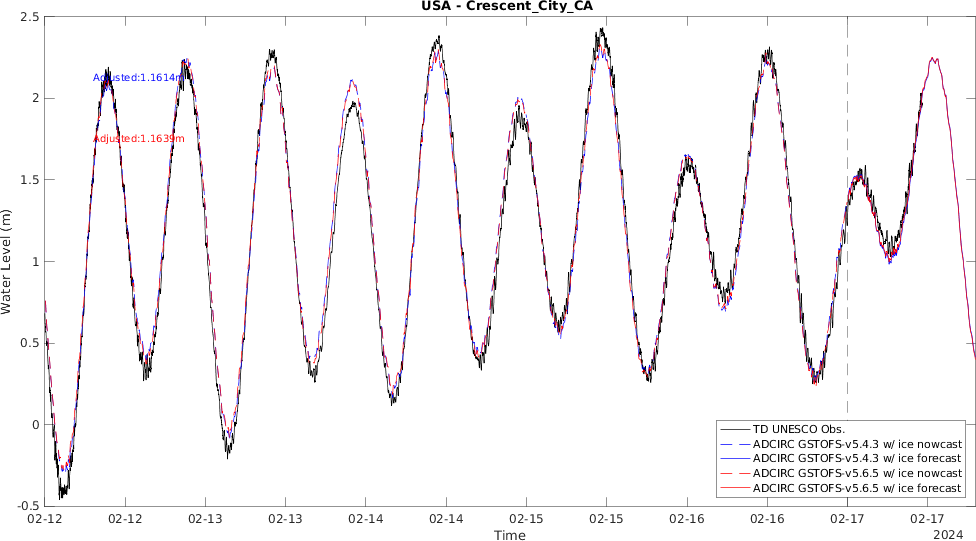 USA - Crescent_City_CA
2.5
2
1.5
1
0.5
0
-0.5
Water Level (m)
Adjusted:1.1614m
Adjusted:1.1639m
TD UNESCO Obs.
ADCIRC GSTOFS-v5.4.3 w/ ice nowcast
ADCIRC GSTOFS-v5.4.3 w/ ice forecast
ADCIRC GSTOFS-v5.6.5 w/ ice nowcast
ADCIRC GSTOFS-v5.6.5 w/ ice forecast
02-12 02-12 02-13 02-13 02-14 02-14 02-15 02-15 02-16 02-16 02-17 02-17
Time
2024